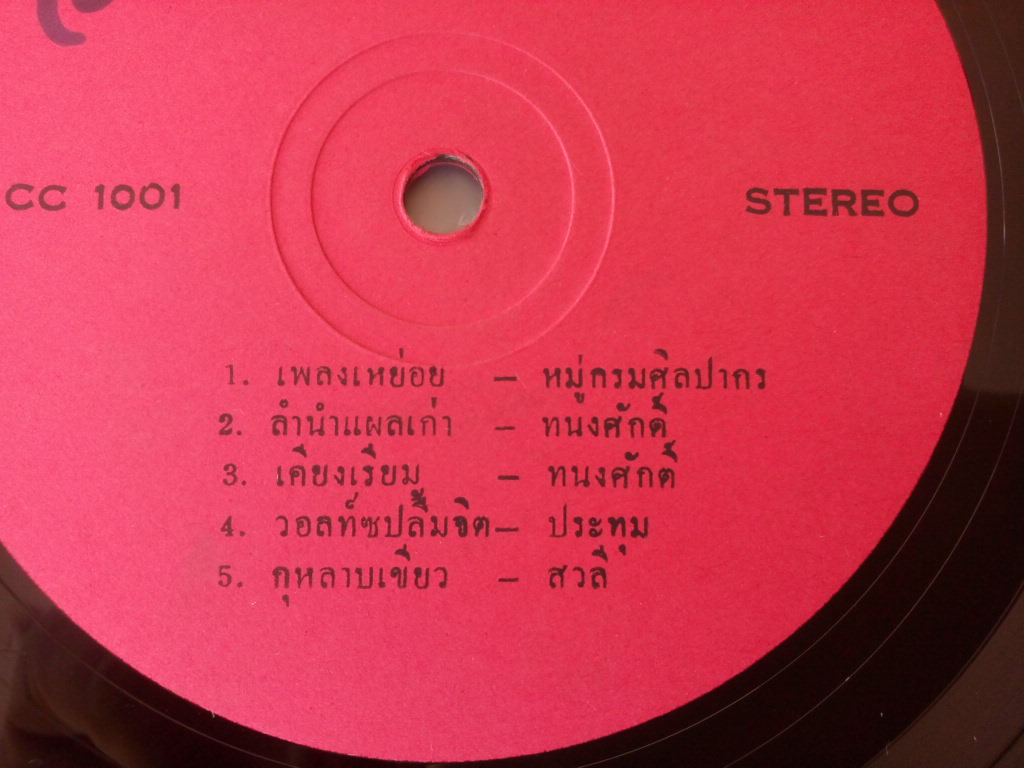 CC 1001
STEREO
1. เพลงเหย่อย – หมู่กรมศิลปากร
2. ลำนำแผลเก่า – ทนงศักดิ์
3. เคียงเรียม – ทนงศักดิ์
4. วอลท์ซปลื้มจิต – ประทุม
5. กุหลาบเขียว – สวลี